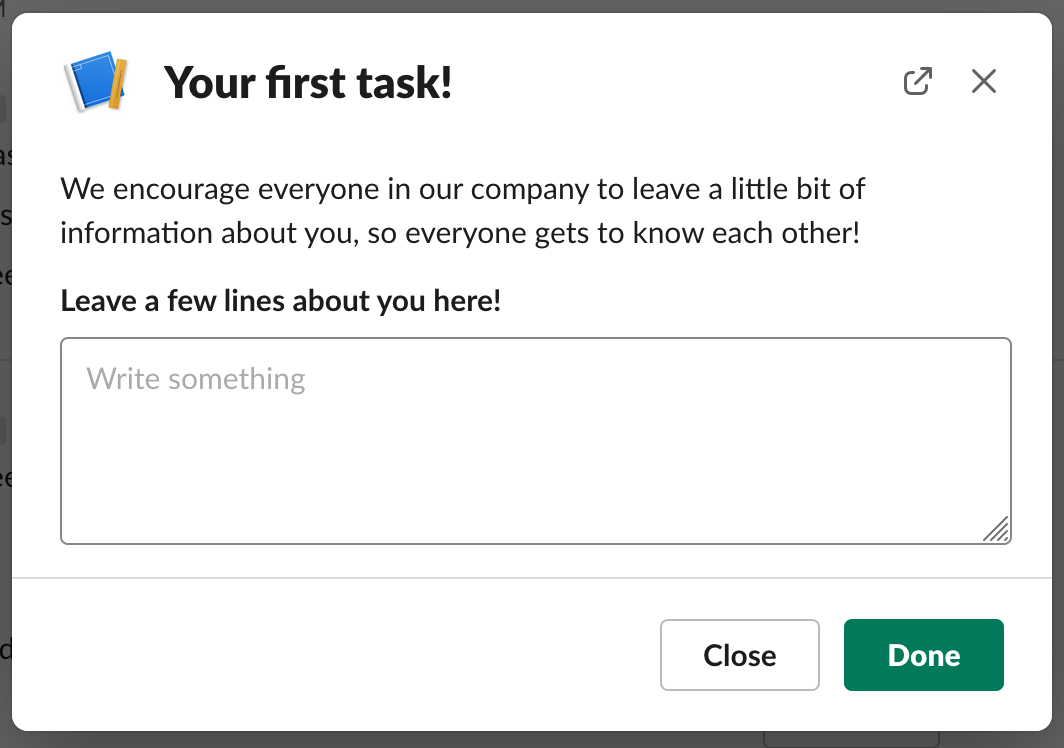 Your first task!
We encourage everyone in our company to leave a little bit of
information about you, so everyone gets to know each other!
Leave a few lines about you here!
Write something
Close
Done